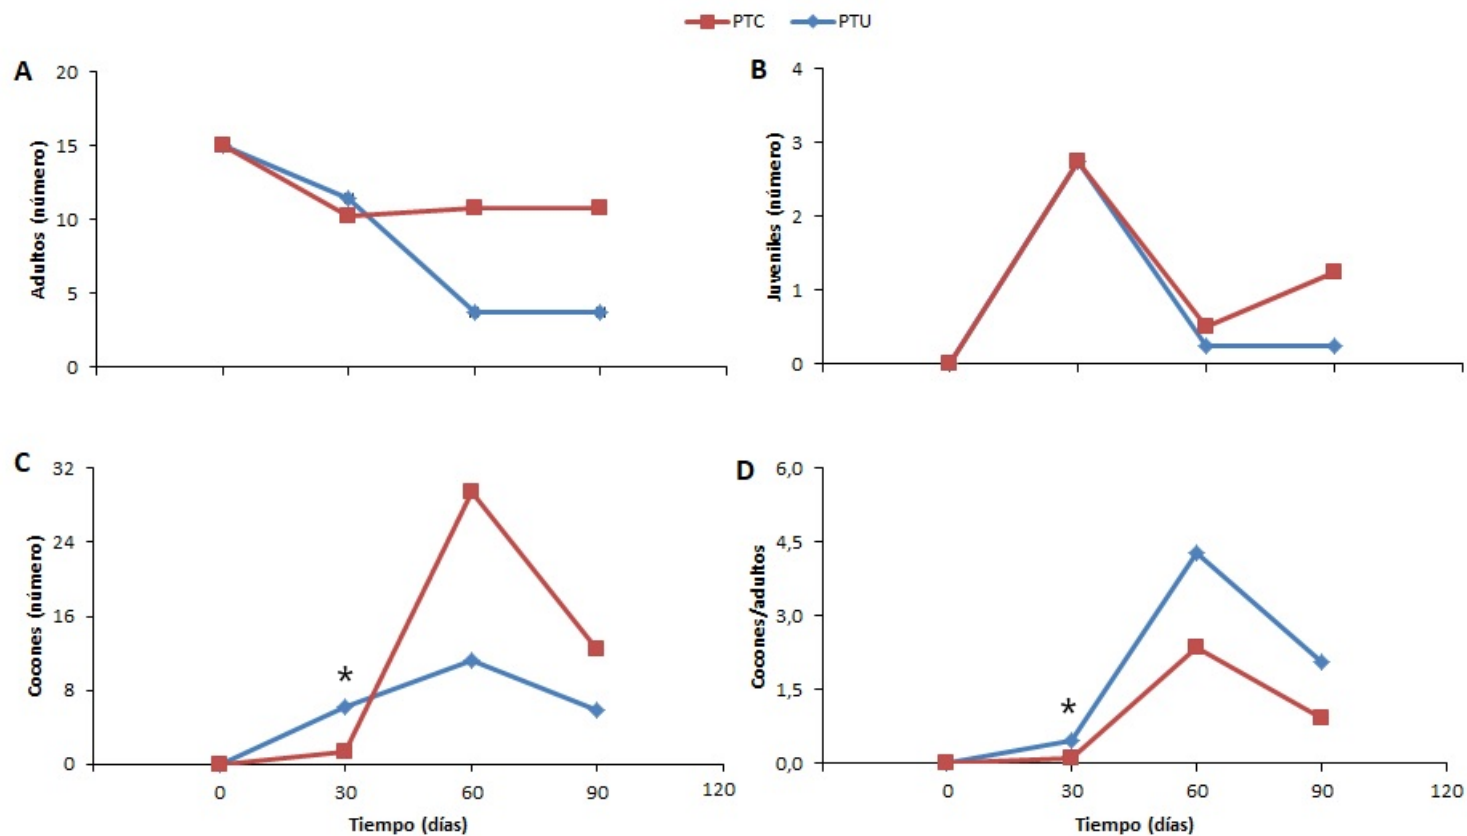 PTC PTU
A
20
15
10
5
0
Adultos (número)
B
4
3
2
1
0
Juveniles (número)
C
32
24
16
8
0
Cocones (número)
*
0 30 60 90 120
Tiempo (días)
D
6,0
4,5
3,0
1,5
0,0
Cocones/adultos
*
0 30 60 90 120
Tiempo (días)